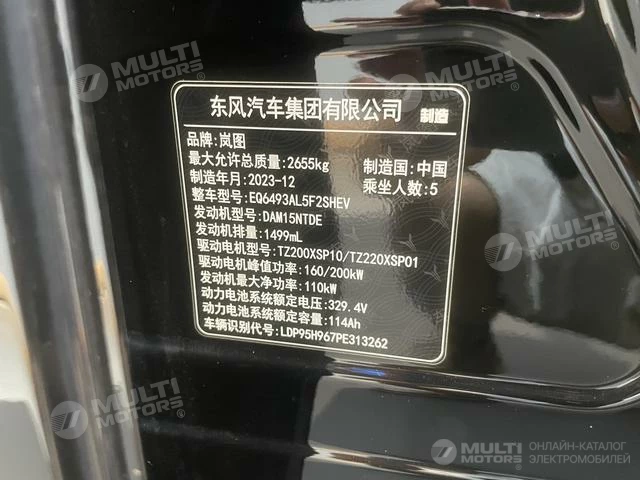 MULTI MOTORS
MULTI MOTORS
MULTI MOTORS
东风汽车集团有限公司 制造
品牌:岚图
最大允许总质量:2655kg 制造国:中国
制造年月:2023-12 乘坐人数:5
整车型号:EQ6493AL5F2SHEV
发动机型号:DAM15NTDE
发动机排量:1499mL
驱动电机型号:TZ200XSP10/TZ220XSP01
驱动电机峰值功率:160/200kW
发动机最大净功率:110kW
动力电池系统额定电压:329.4V
动力电池系统额定容量:114Ah
车辆识别代号:LDP95H967PE313262
MULTI MOTORS
MULTI MOTORS
MULTI MOTORS
MULTI MOTORS ОНЛАЙН-КАТАЛОГ
ЭЛЕКТРОМОБИЛЕЙ